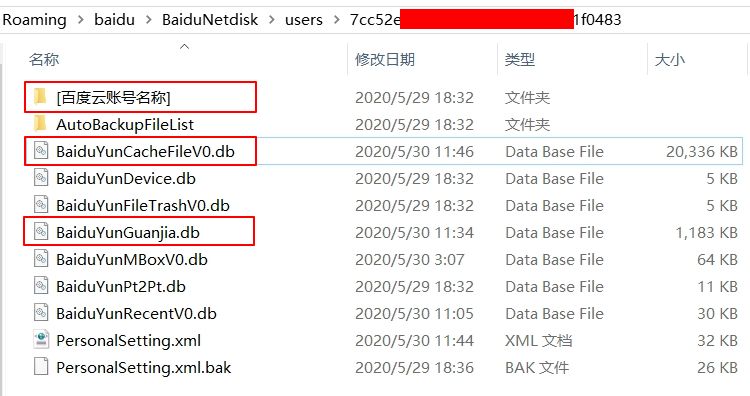 Roaming › baidu › BaiduNetdisk › users › 7cc52e 1f0483
名称 修改日期 类型 大小
[百度云账号名称] 2020/5/29 18:32 文件夹
AutoBackupFileList 2020/5/29 18:32 文件夹
BaiduYunCacheFileV0.db 2020/5/30 11:46 Data Base File 20,336 KB
BaiduYunDevice.db 2020/5/29 18:32 Data Base File 5 KB
BaiduYunFileTrashV0.db 2020/5/29 18:32 Data Base File 5 KB
BaiduYunGuanjia.db 2020/5/30 11:34 Data Base File 1,183 KB
BaiduYunMBoxV0.db 2020/5/30 3:07 Data Base File 64 KB
BaiduYunPt2Pt.db 2020/5/29 18:32 Data Base File 11 KB
BaiduYunRecentV0.db 2020/5/30 11:05 Data Base File 30 KB
PersonalSetting.xml 2020/5/30 11:44 XML 文档 32 KB
PersonalSetting.xml.bak 2020/5/29 18:36 BAK 文件 26 KB